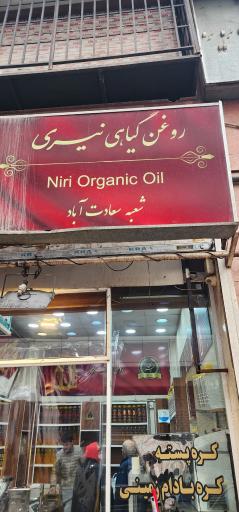 روغن گیاهی نیری
Niri Organic Oil
شعبه سعادت آباد
کره پسته
کره بادام زمینی